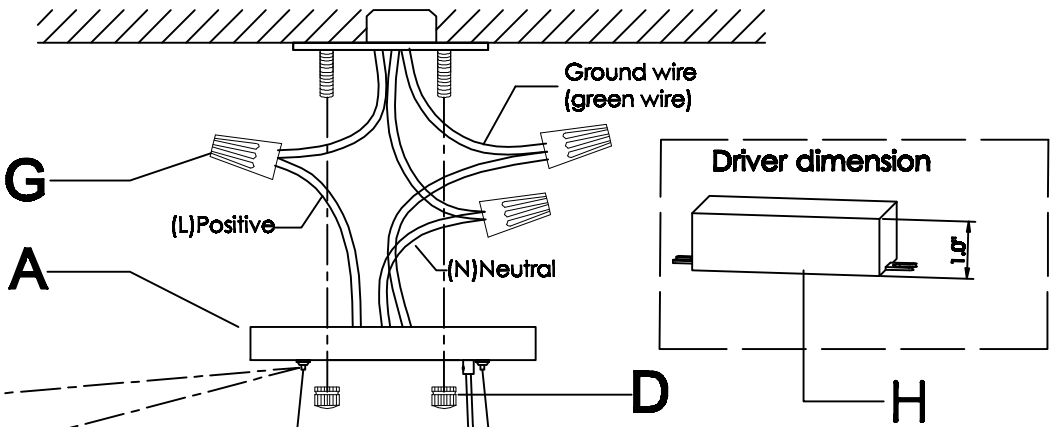 Ground wire
(green wire)
G
(L)Positive
A
(N)Neutral
D
Driver dimension
1.0"
H